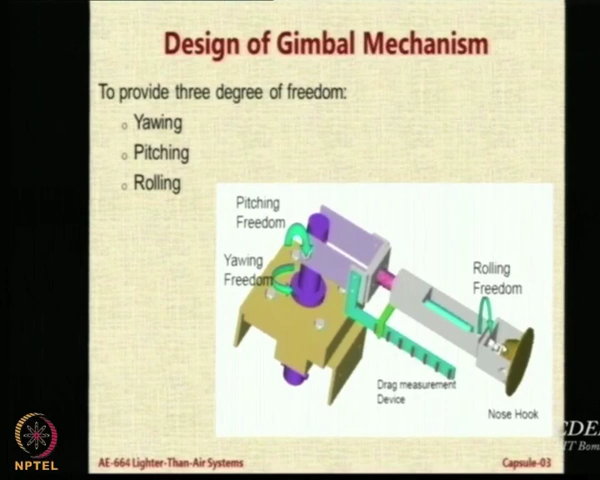 Design of Gimbal Mechanism
To provide three degree of freedom:
Yawing
Pitching
Rolling
Pitching
Freedom
Yawing
Freedom
Rolling
Freedom
Drag measurement
Device
Nose Hook
NPTEL
AE-664 Lighter-Than-Air Systems
Capsule-03